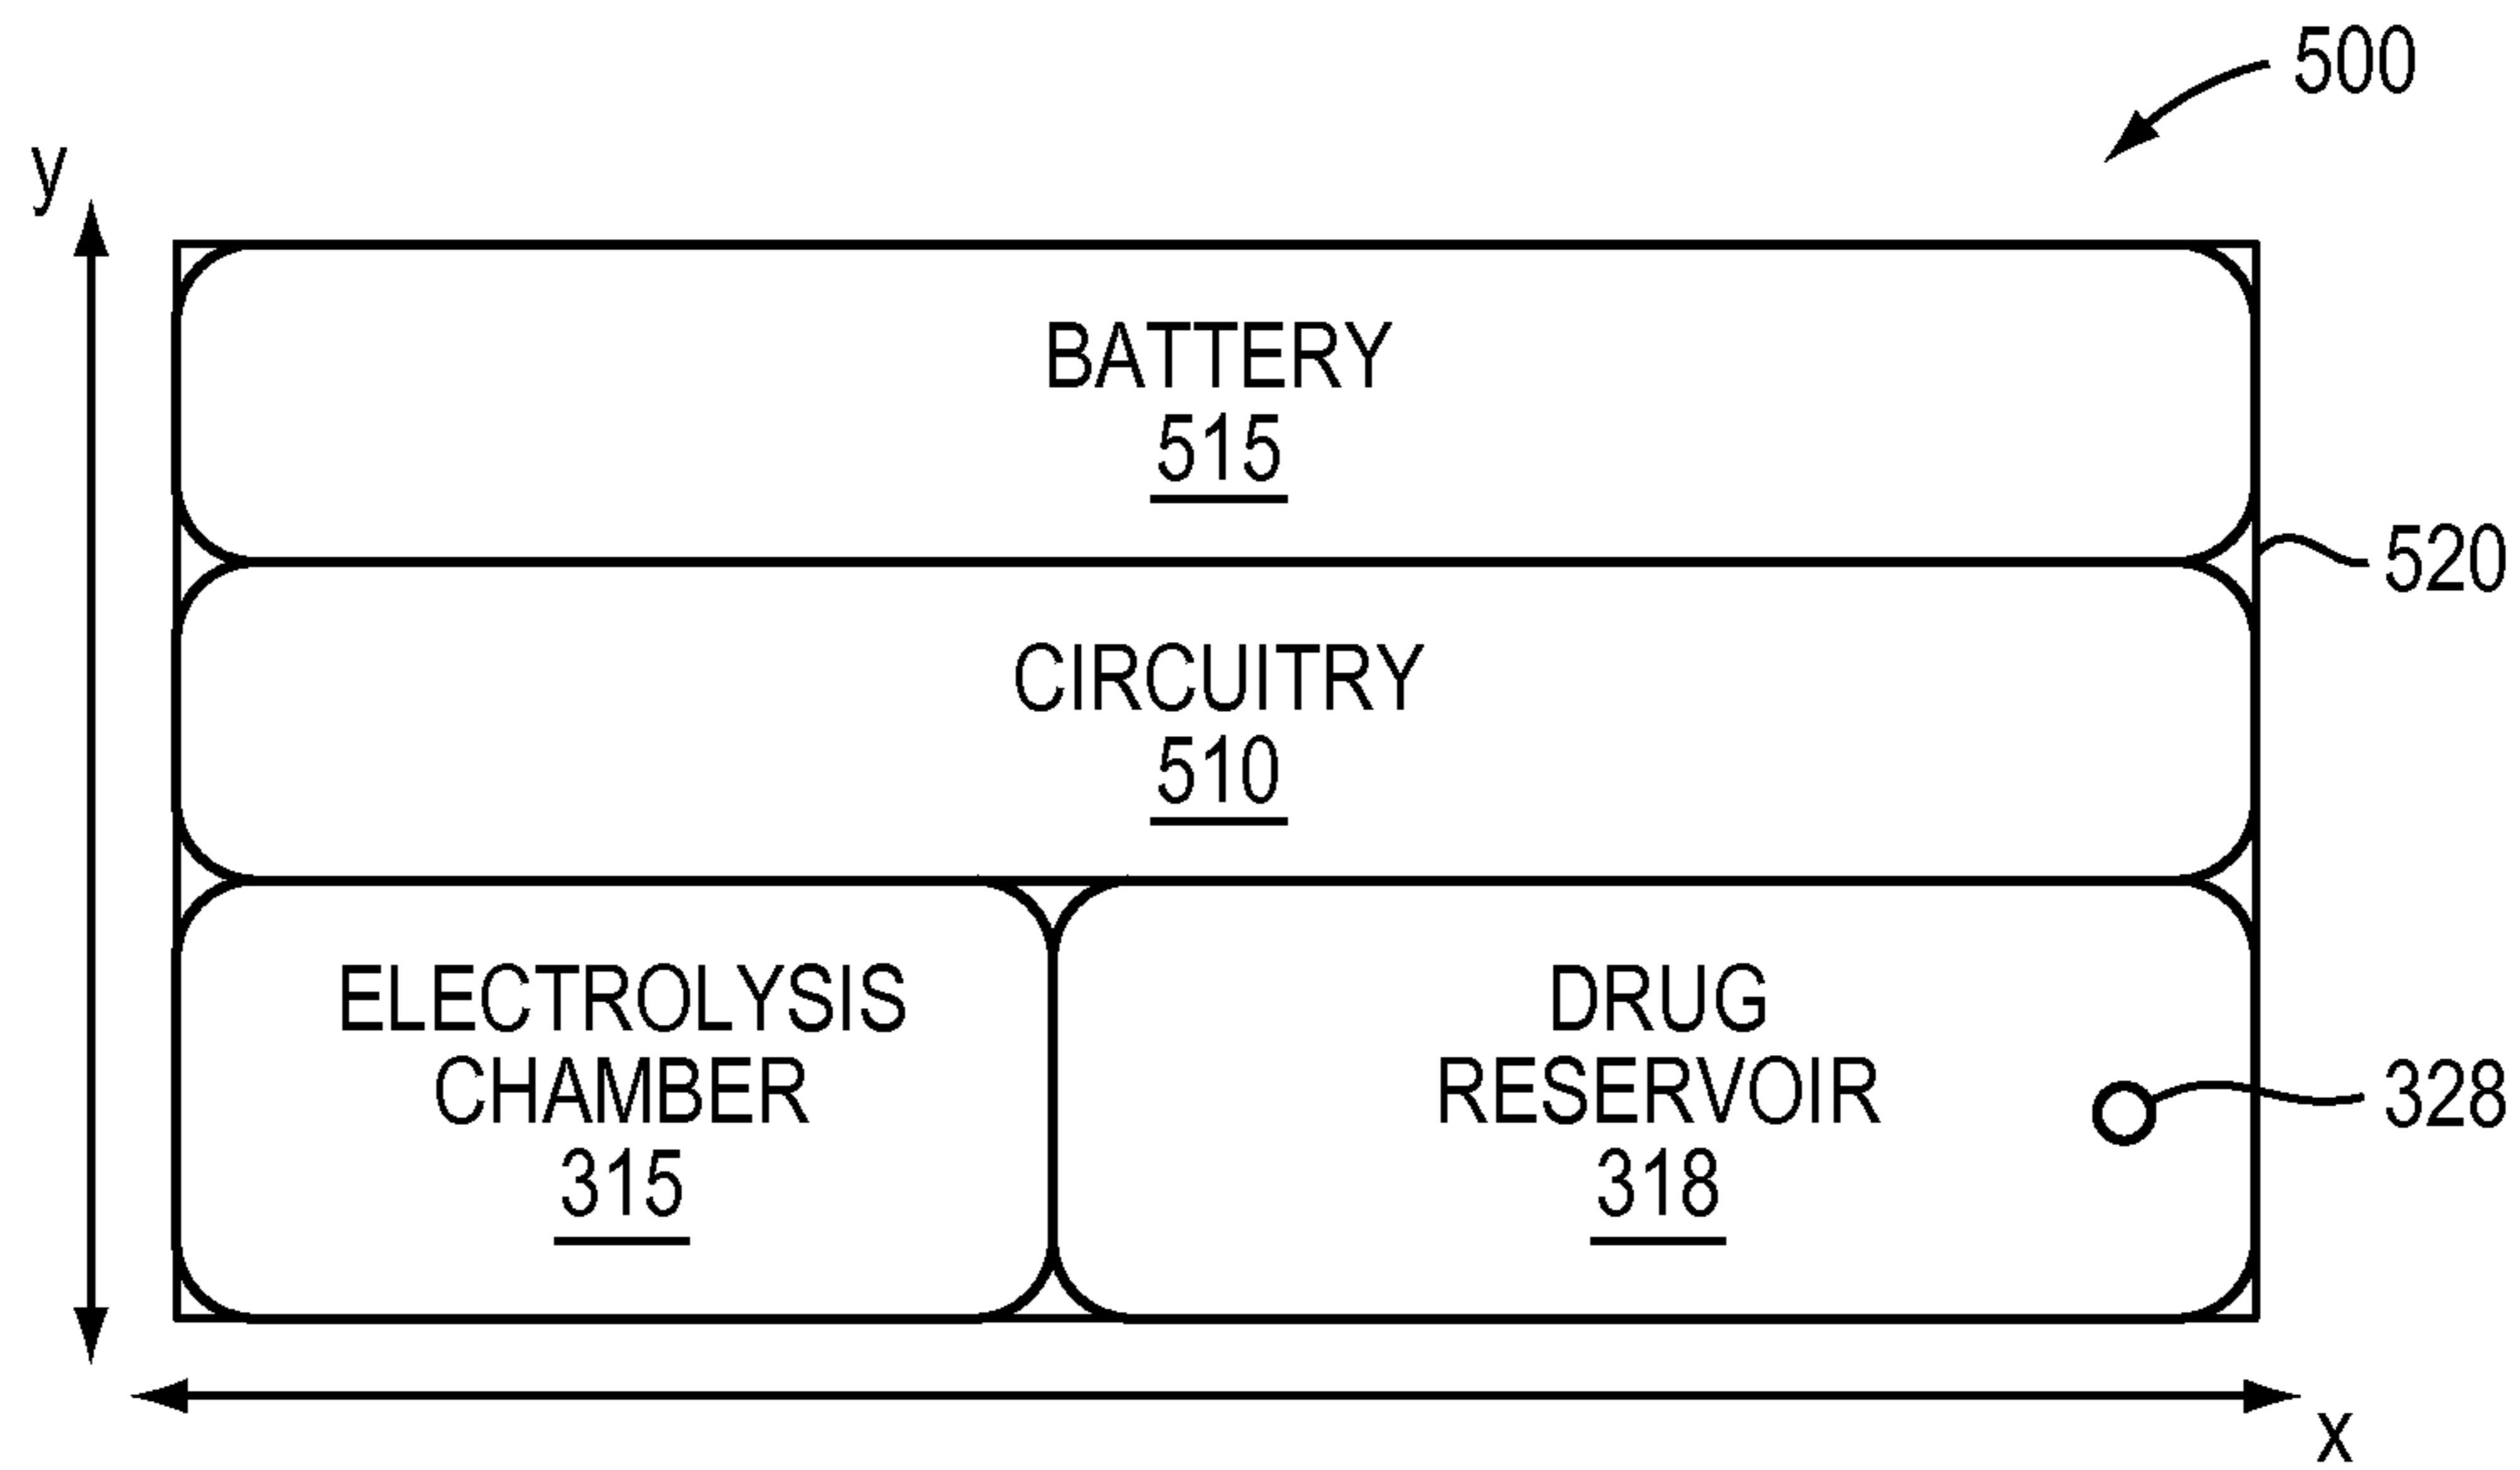 500
y
BATTERY
515
520
CIRCUITRY
510
ELECTROLYSIS
CHAMBER
315
DRUG
RESERVOIR
318
328
x